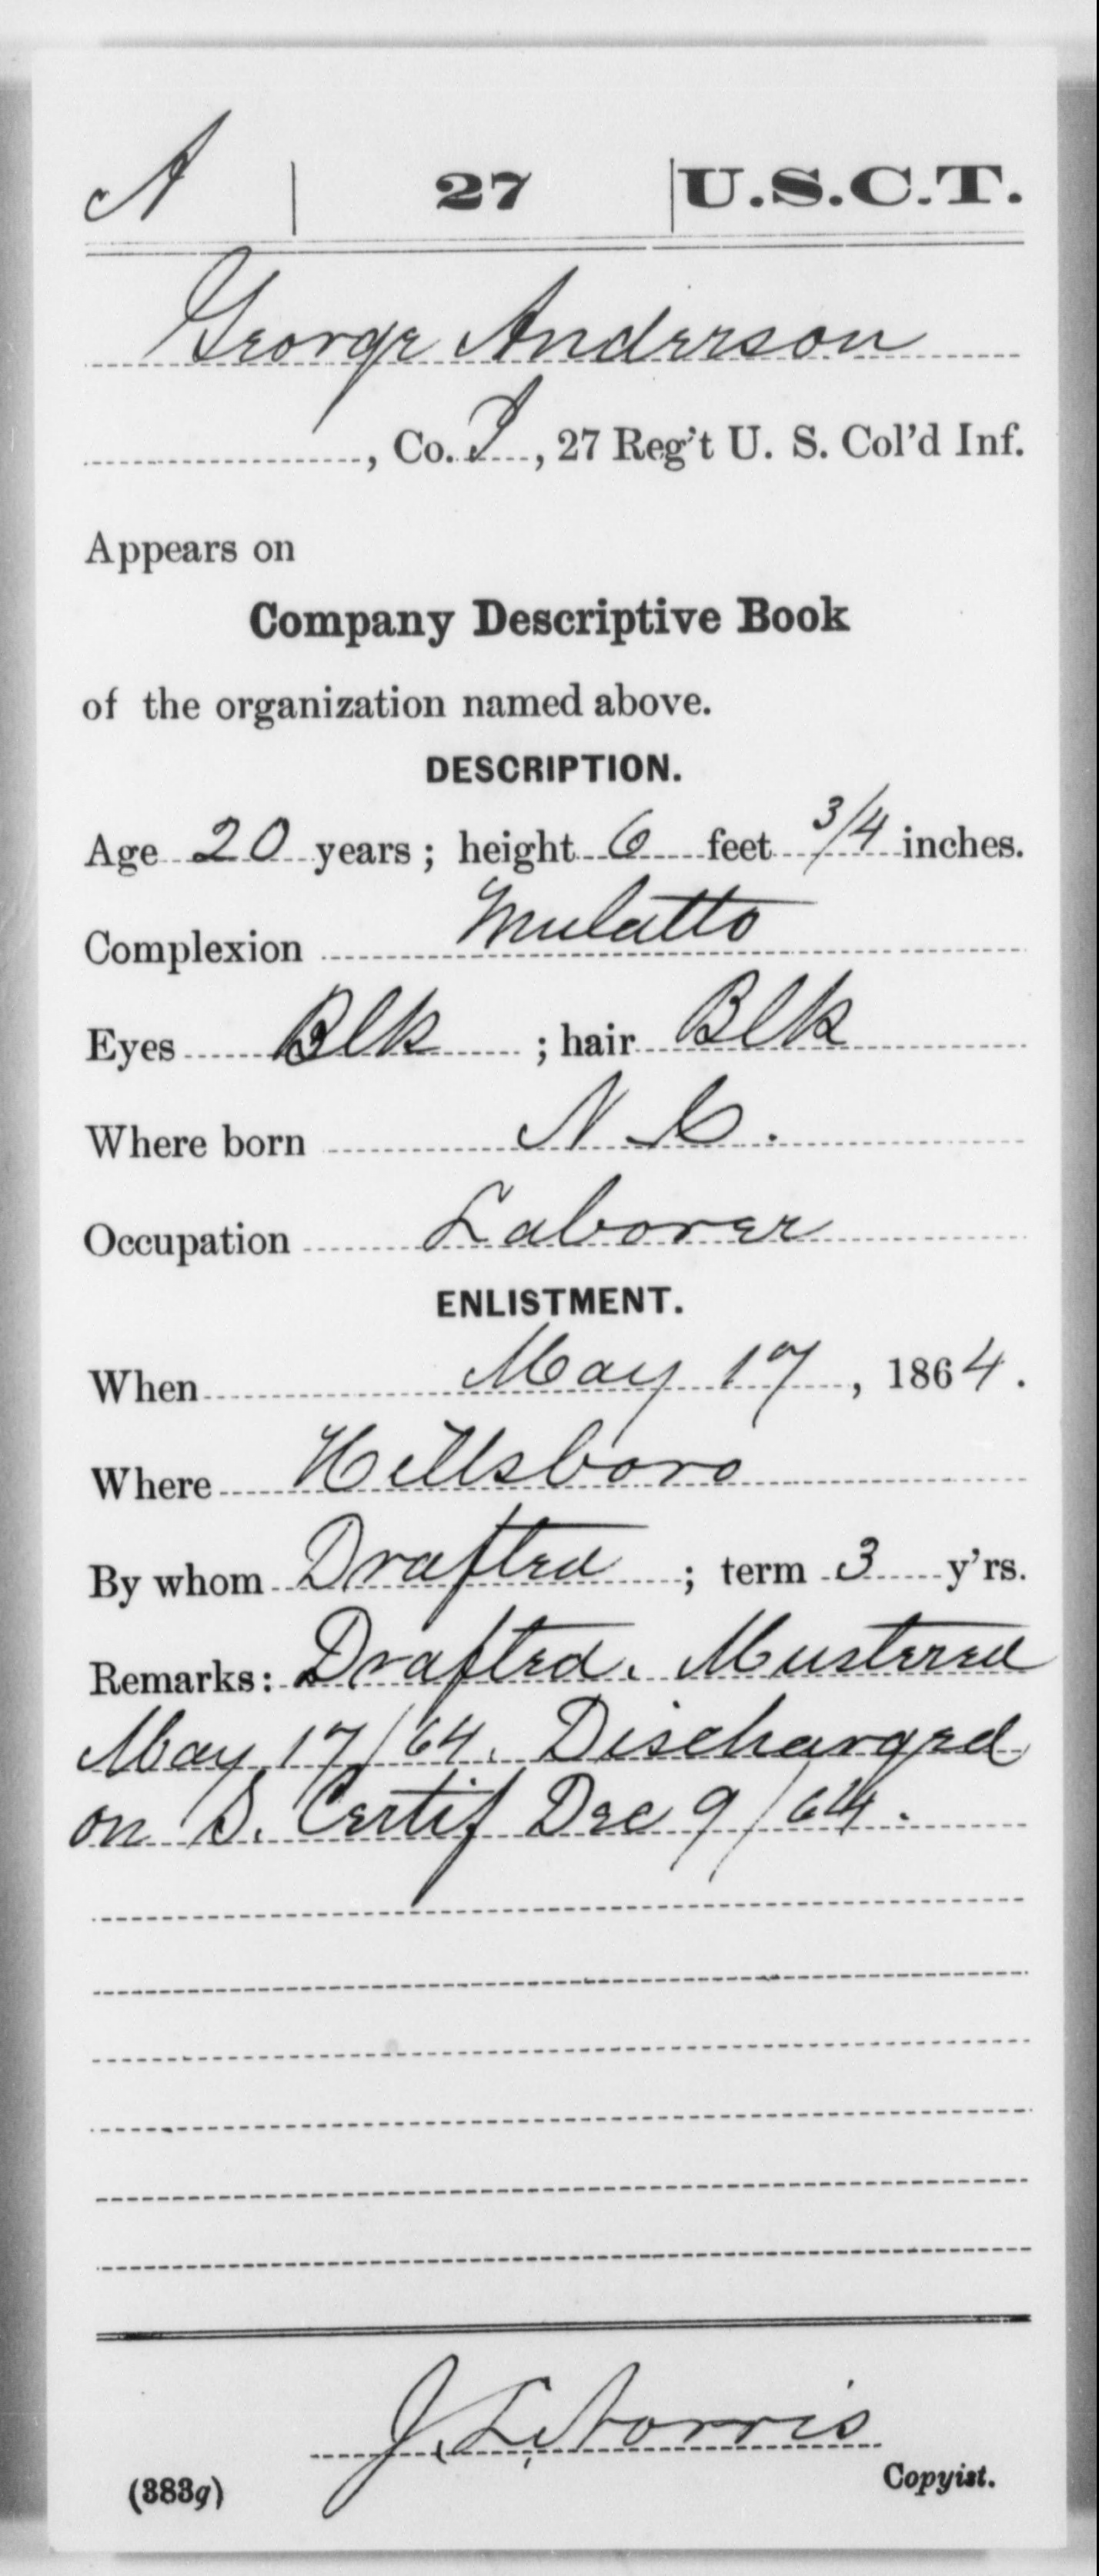 A | 27 | U.S.C.T.
George Anderson
, Co. I, 27 Reg't U. S. Col'd Inf.
Appears on
Company Descriptive Book
of the organization named above.
DESCRIPTION.
Age 20 years; height 6 feet 3/4 inches.
Complexion Mulatto
Eyes Blk ; hair Blk
Where born N. C.
Occupation Laborer
ENLISTMENT.
When May 17, 1864.
Where Hillsboro
By whom Drafted ; term 3 y'rs.
Remarks: Drafted. Mustered
May 17/64. Discharged
on S. Certif Dec 9/64.
J. L. Norris
(383g) Copyist.